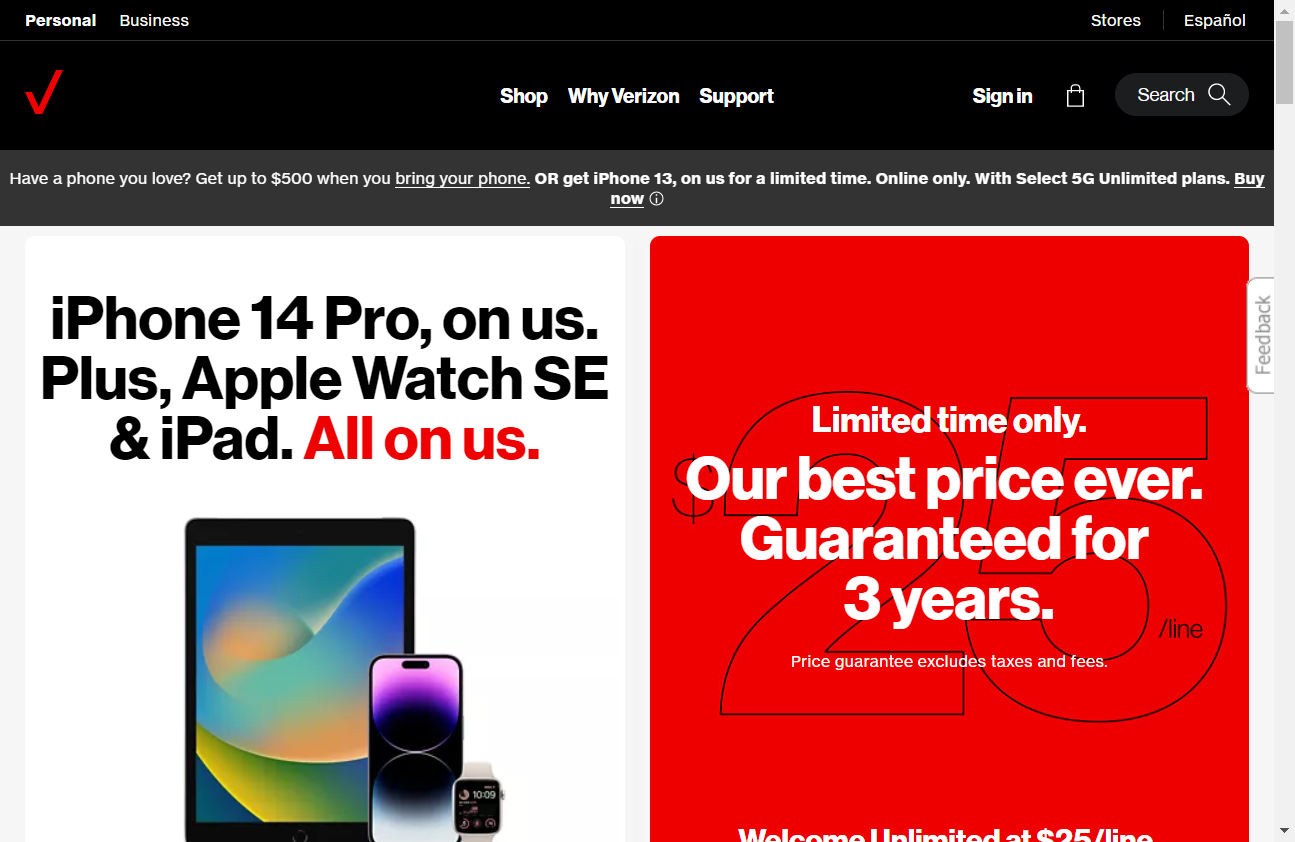 Personal Business Stores Español
Shop Why Verizon Support Sign in Search
Have a phone you love? Get up to $500 when you bring your phone. OR get iPhone 13, on us for a limited time. Online only. With Select 5G Unlimited plans. Buy
now
iPhone 14 Pro, on us.
Plus, Apple Watch SE
& iPad. All on us.
10:09
$25
/line
Limited time only.
Our best price ever.
Guaranteed for
3 years.
Price guarantee excludes taxes and fees.
Welcome Unlimited at $25/line
Feedback